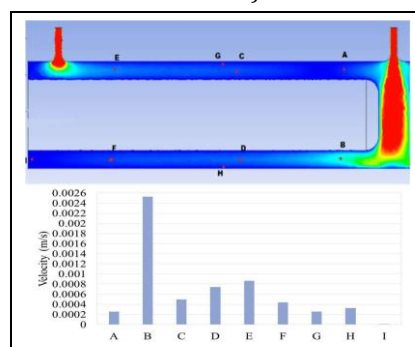 E G C A
I F D B
H
0.0026
0.0024
0.0022
0.002
0.0018
0.0016
0.0014
0.0012
0.001
0.0008
0.0006
0.0004
0.0002
0
Velocity (m/s)
A B C D E F G H I